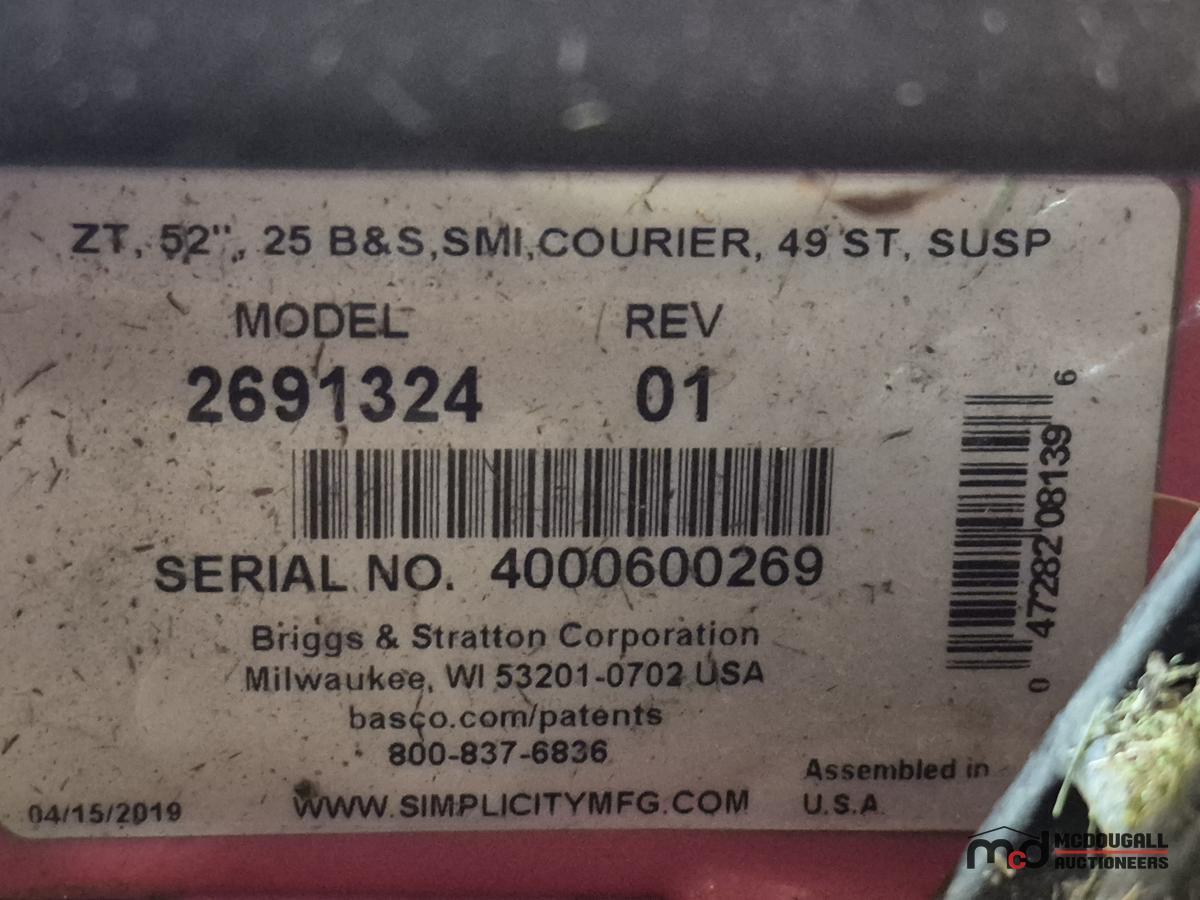 ZT, 52", 25 B&S,SMI,COURIER, 49 ST, SUSP
MODEL REV
2691324 01
SERIAL NO. 4000600269
Briggs & Stratton Corporation
Milwaukee, WI 53201-0702 USA
basco.com/patents
800-837-6836
WWW.SIMPLICITYMFG.COM
04/15/2019
Assembled in
U.S.A.
0 47282 08139 6
mcd MCDOUGALL
AUCTIONEERS